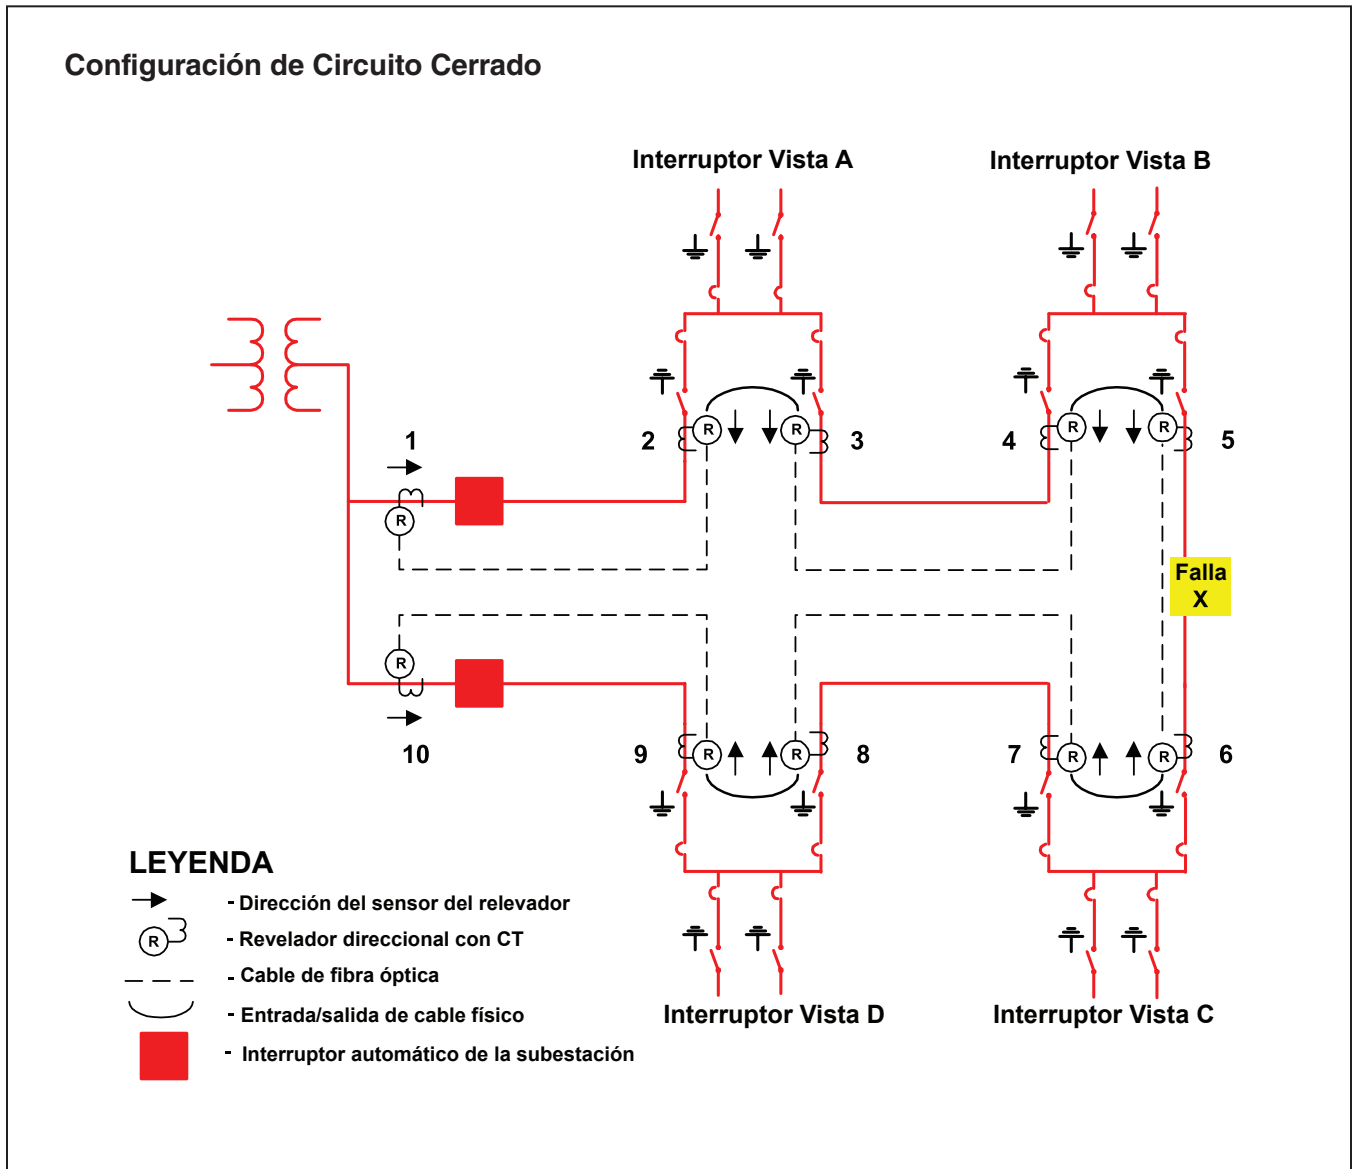 Configuración de Circuito Cerrado
Interruptor Vista A
Interruptor Vista B
1
2
R
R
3
4
R
R
5
R
Falla
X
R
10
9
R
R
8
7
R
R
6
LEYENDA
- Dirección del sensor del relevador
R
- Revelador direccional con CT
- Cable de fibra óptica
- Entrada/salida de cable físico
- Interruptor automático de la subestación
Interruptor Vista D
Interruptor Vista C